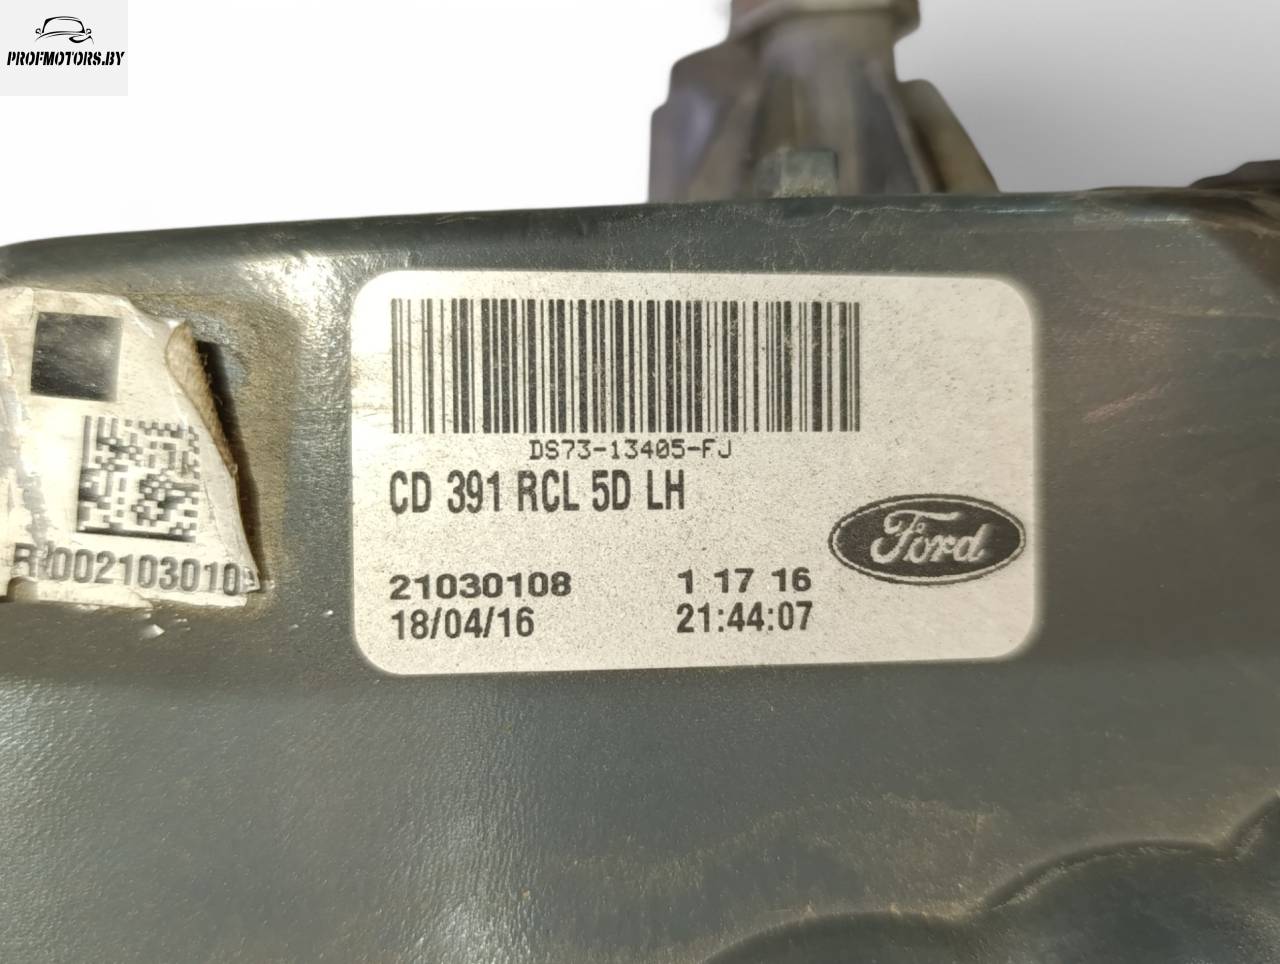 PROFMOTORS.BY
DS73-13405-FJ
CD 391 RCL 5D LH
Ford
21030108 1 17 16
18/04/16 21:44:07